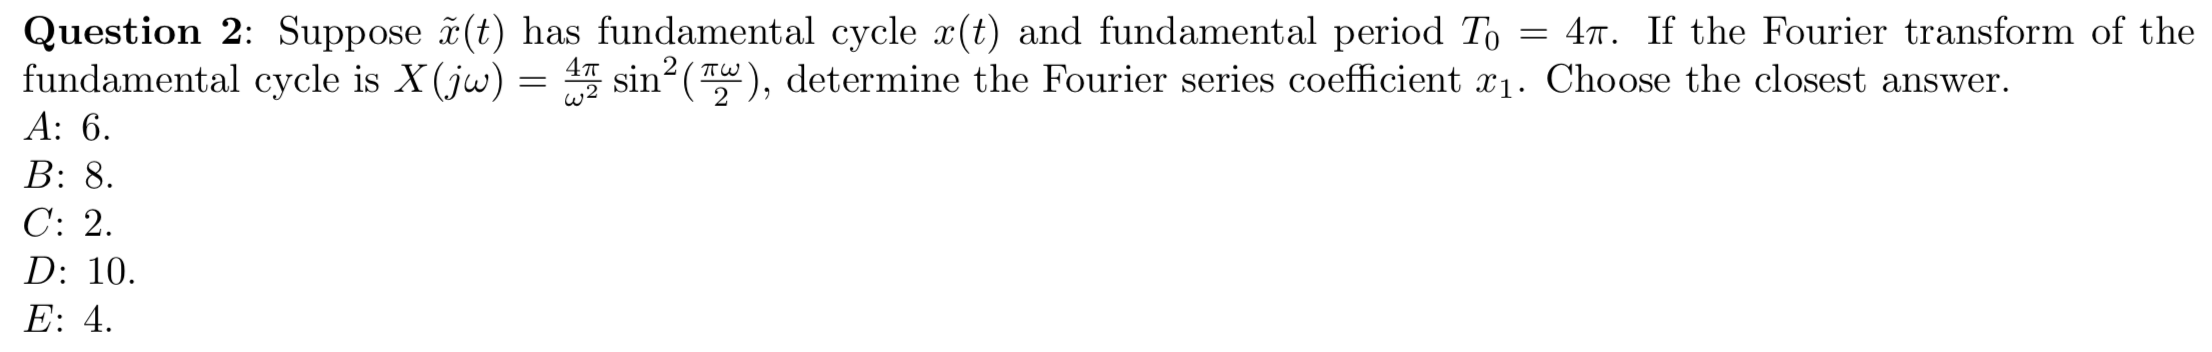 Question 2: Suppose x̃(t) has fundamental cycle x(t) and fundamental period T₀ = 4π. If the Fourier transform of the
fundamental cycle is X(jω) = 4π/ω² sin²(πω/2), determine the Fourier series coefficient x₁. Choose the closest answer.
A: 6.
B: 8.
C: 2.
D: 10.
E: 4.